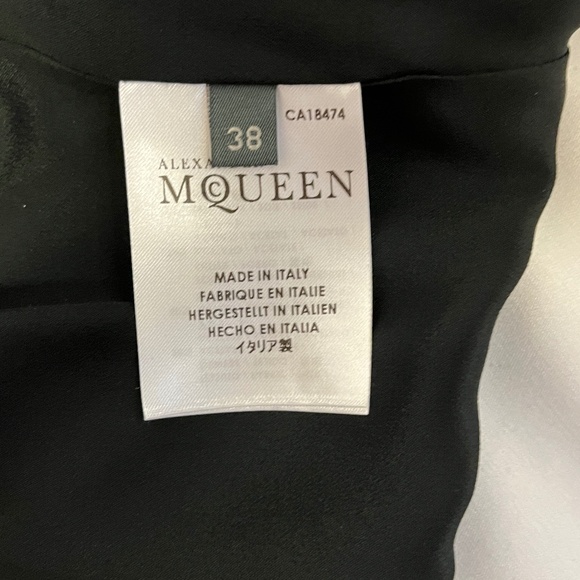 38
CA18474
ALEXA
MCQUEEN
MADE IN ITALY
FABRIQUE EN ITALIE
HERGESTELLT IN ITALIEN
HECHO EN ITALIA
イタリア製